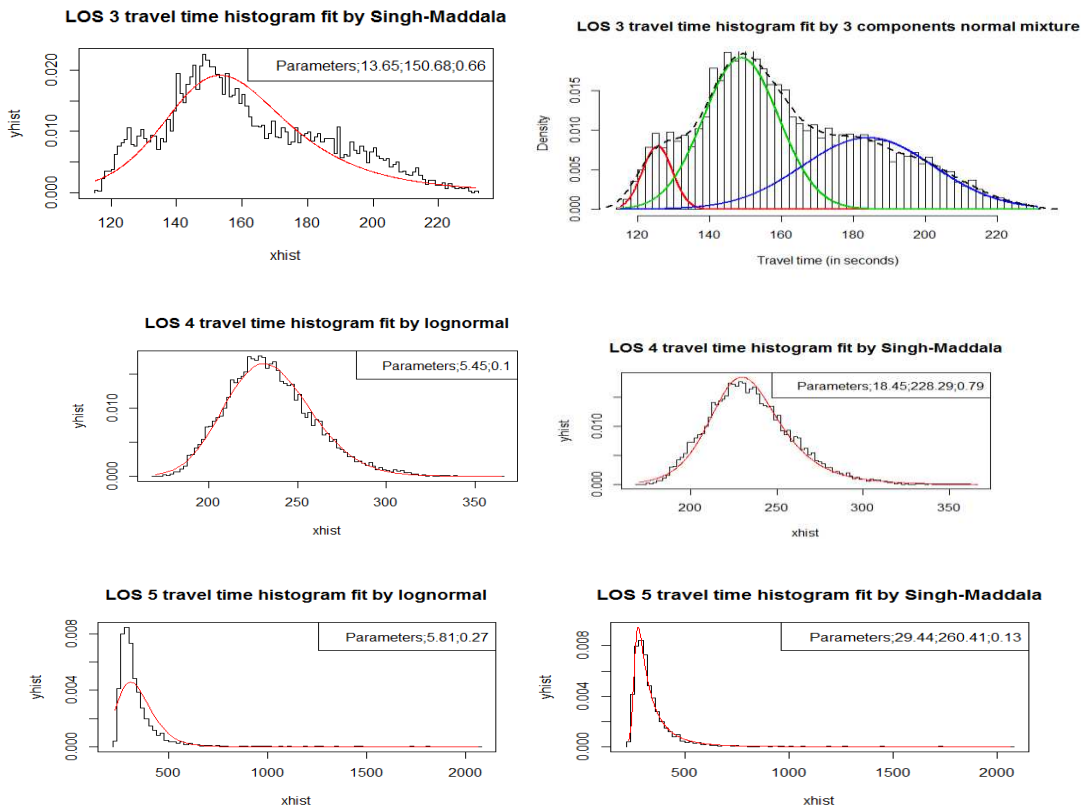 LOS 3 travel time histogram fit by Singh-Maddala
yhist
0.000 0.010 0.020
Parameters;13.65;150.68;0.66
120 140 160 180 200 220
xhist
LOS 3 travel time histogram fit by 3 components normal mixture
Density
0.000 0.005 0.010 0.015
120 140 160 180 200 220
Travel time (in seconds)
LOS 4 travel time histogram fit by lognormal
yhist
0.000 0.010
Parameters;5.45;0.1
200 250 300 350
xhist
LOS 4 travel time histogram fit by Singh-Maddala
yhist
0.000 0.010
Parameters;18.45;228.29;0.79
200 250 300 350
xhist
LOS 5 travel time histogram fit by lognormal
yhist
0.000 0.004 0.008
Parameters;5.81;0.27
500 1000 1500 2000
xhist
LOS 5 travel time histogram fit by Singh-Maddala
yhist
0.000 0.004 0.008
Parameters;29.44;260.41;0.13
500 1000 1500 2000
xhist